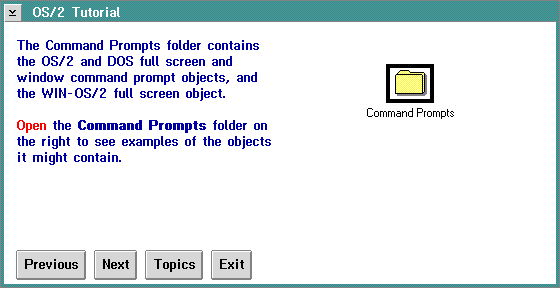 OS/2 Tutorial
The Command Prompts folder contains
the OS/2 and DOS full screen and
window command prompt objects, and
the WIN-OS/2 full screen object.
Open the Command Prompts folder on
the right to see examples of the objects
it might contain.
Command Prompts
Previous Next Topics Exit